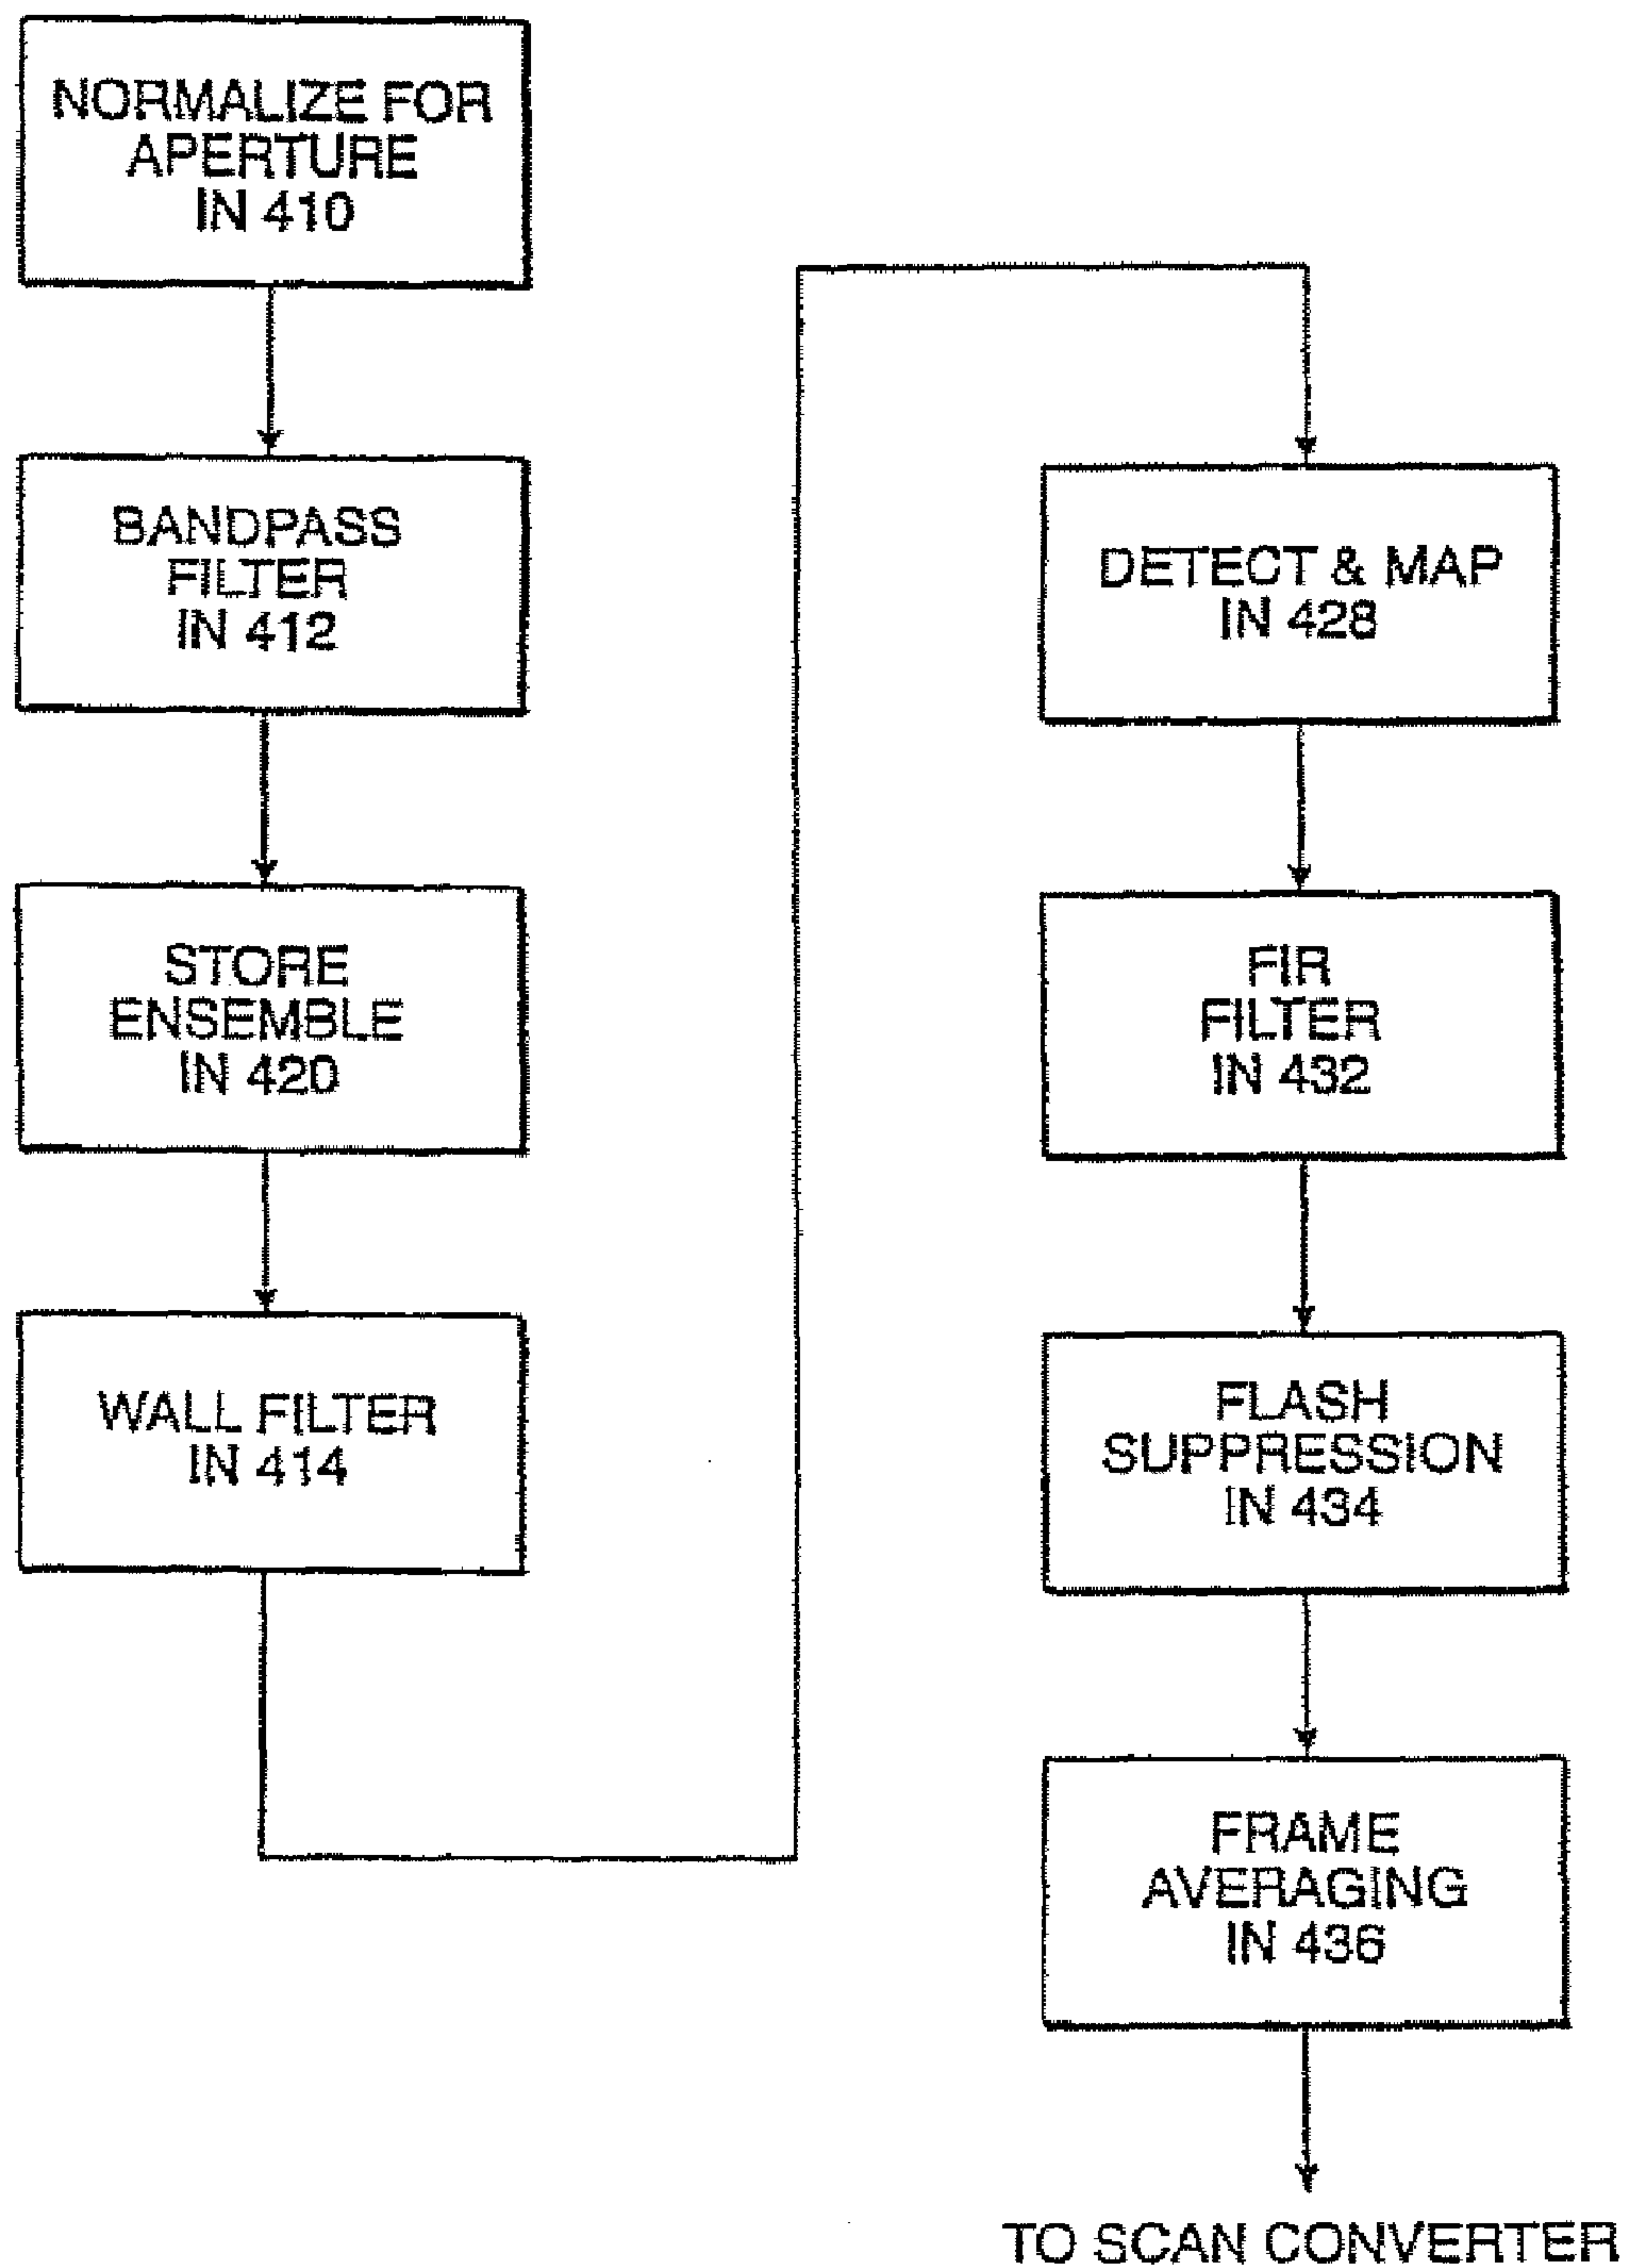 NORMALIZE FOR
APERTURE
IN 410
BANDPASS
FILTER
IN 412
STORE
ENSEMBLE
IN 420
WALL FILTER
IN 414
DETECT & MAP
IN 428
FIR
FILTER
IN 432
FLASH
SUPPRESSION
IN 434
FRAME
AVERAGING
IN 436
TO SCAN CONVERTER